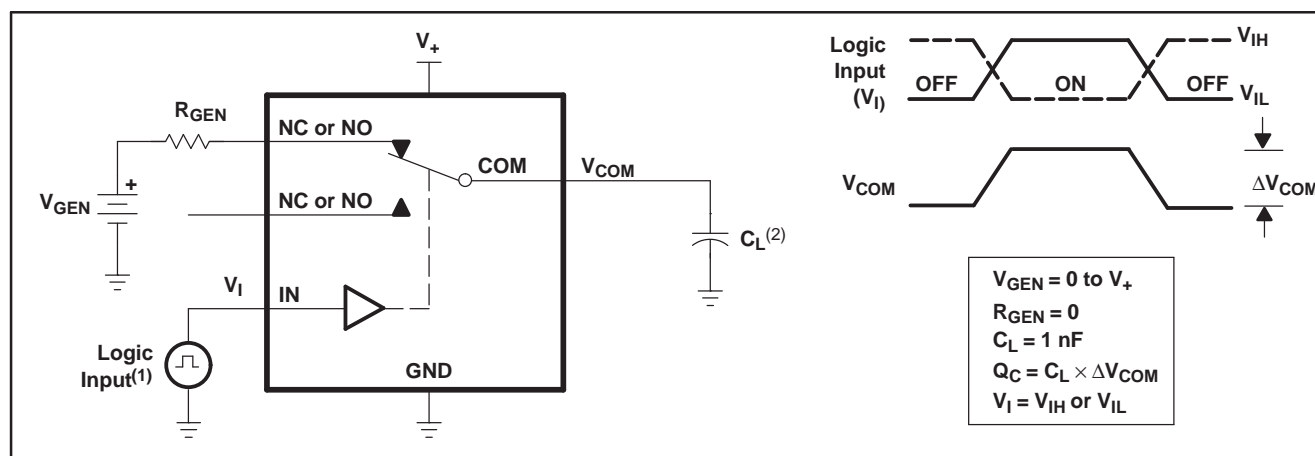 V+
RGEN
NC or NO
COM
VCOM
VGEN
+
NC or NO
CL(2)
VI
IN
Logic
Input(1)
GND
Logic
Input
(VI)
VIH
OFF
ON
OFF
VIL
VCOM
ΔVCOM
VGEN = 0 to V+
RGEN = 0
CL = 1 nF
QC = CL × ΔVCOM
VI = VIH or VIL